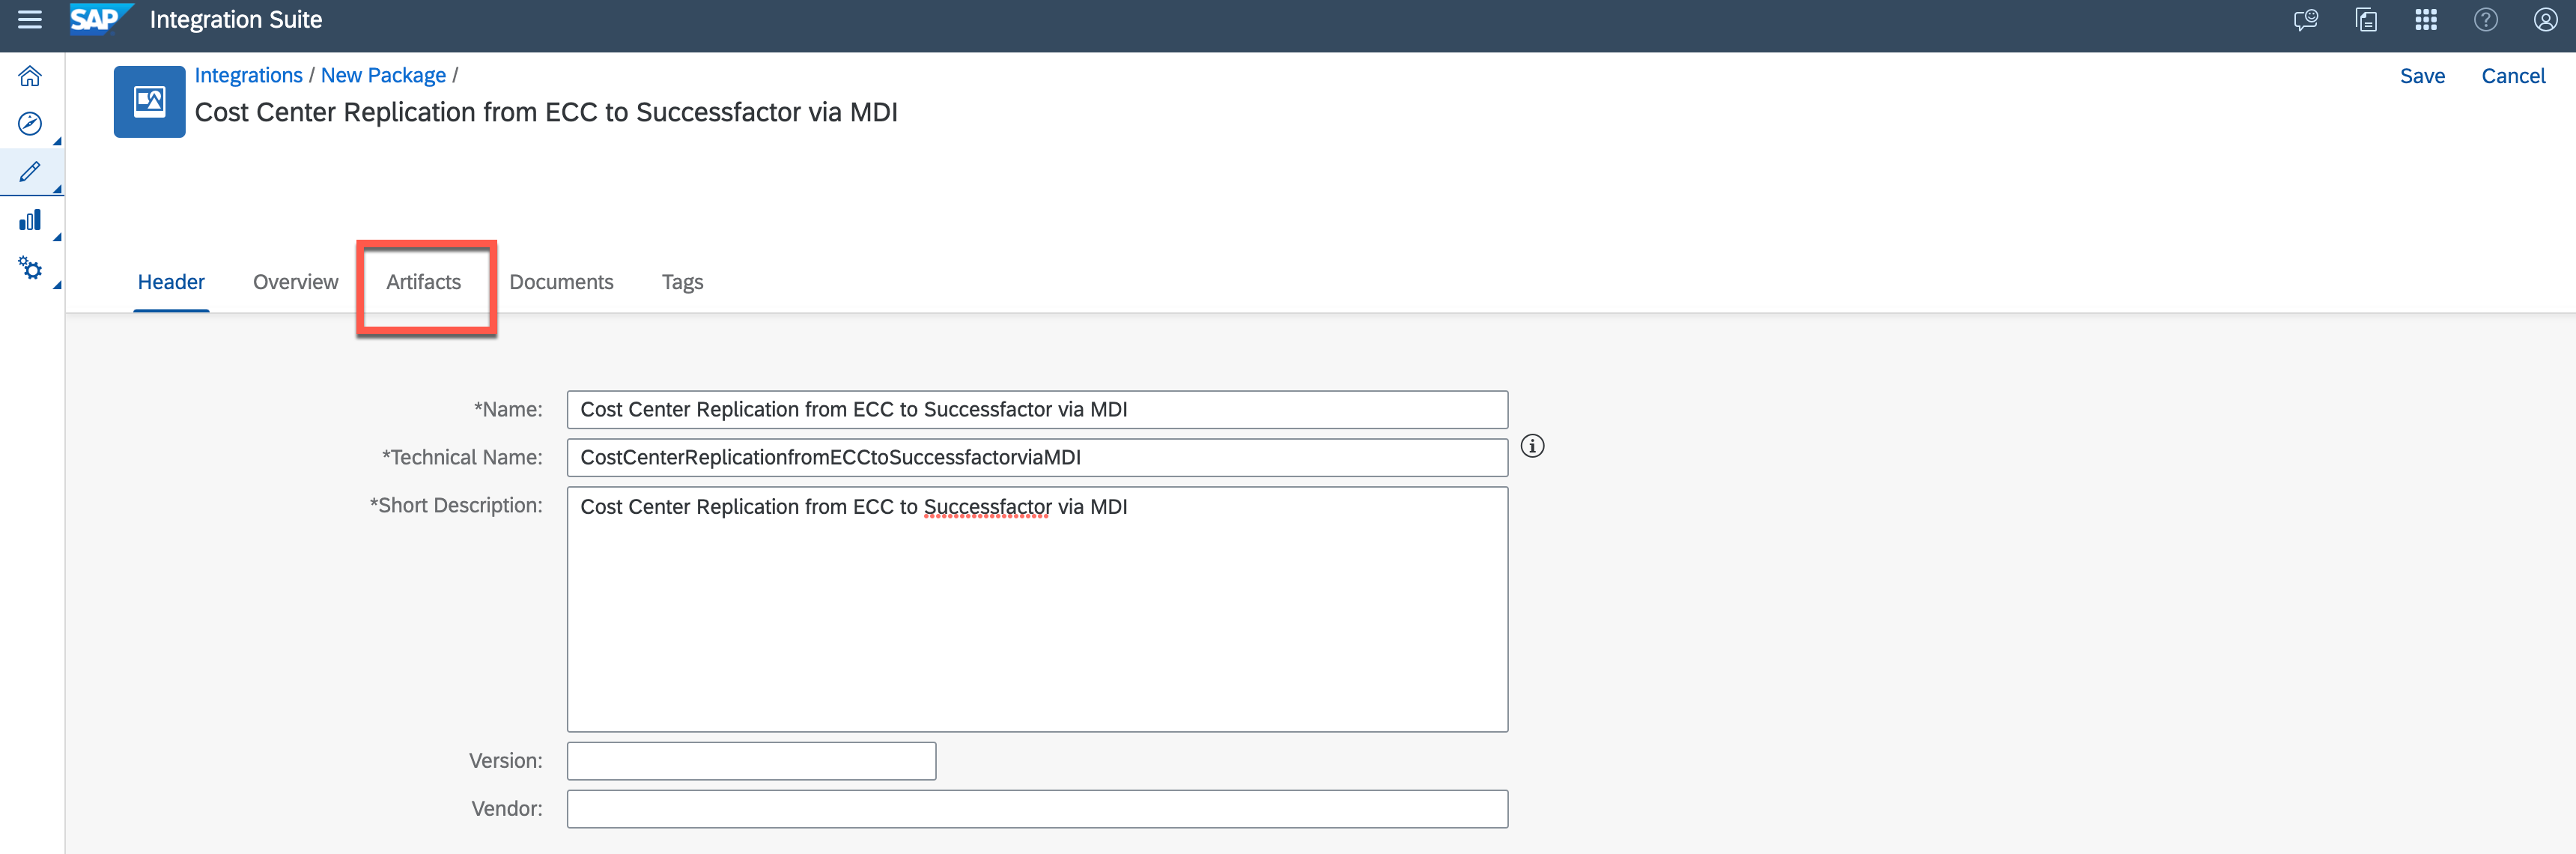 SAP Integration Suite
Integrations / New Package /
Save Cancel
Cost Center Replication from ECC to Successfactor via MDI
Header Overview Artifacts Documents Tags
*Name: Cost Center Replication from ECC to Successfactor via MDI
*Technical Name: CostCenterReplicationfromECCtoSuccessfactorviaMDI
*Short Description: Cost Center Replication from ECC to Successfactor via MDI
Version:
Vendor: